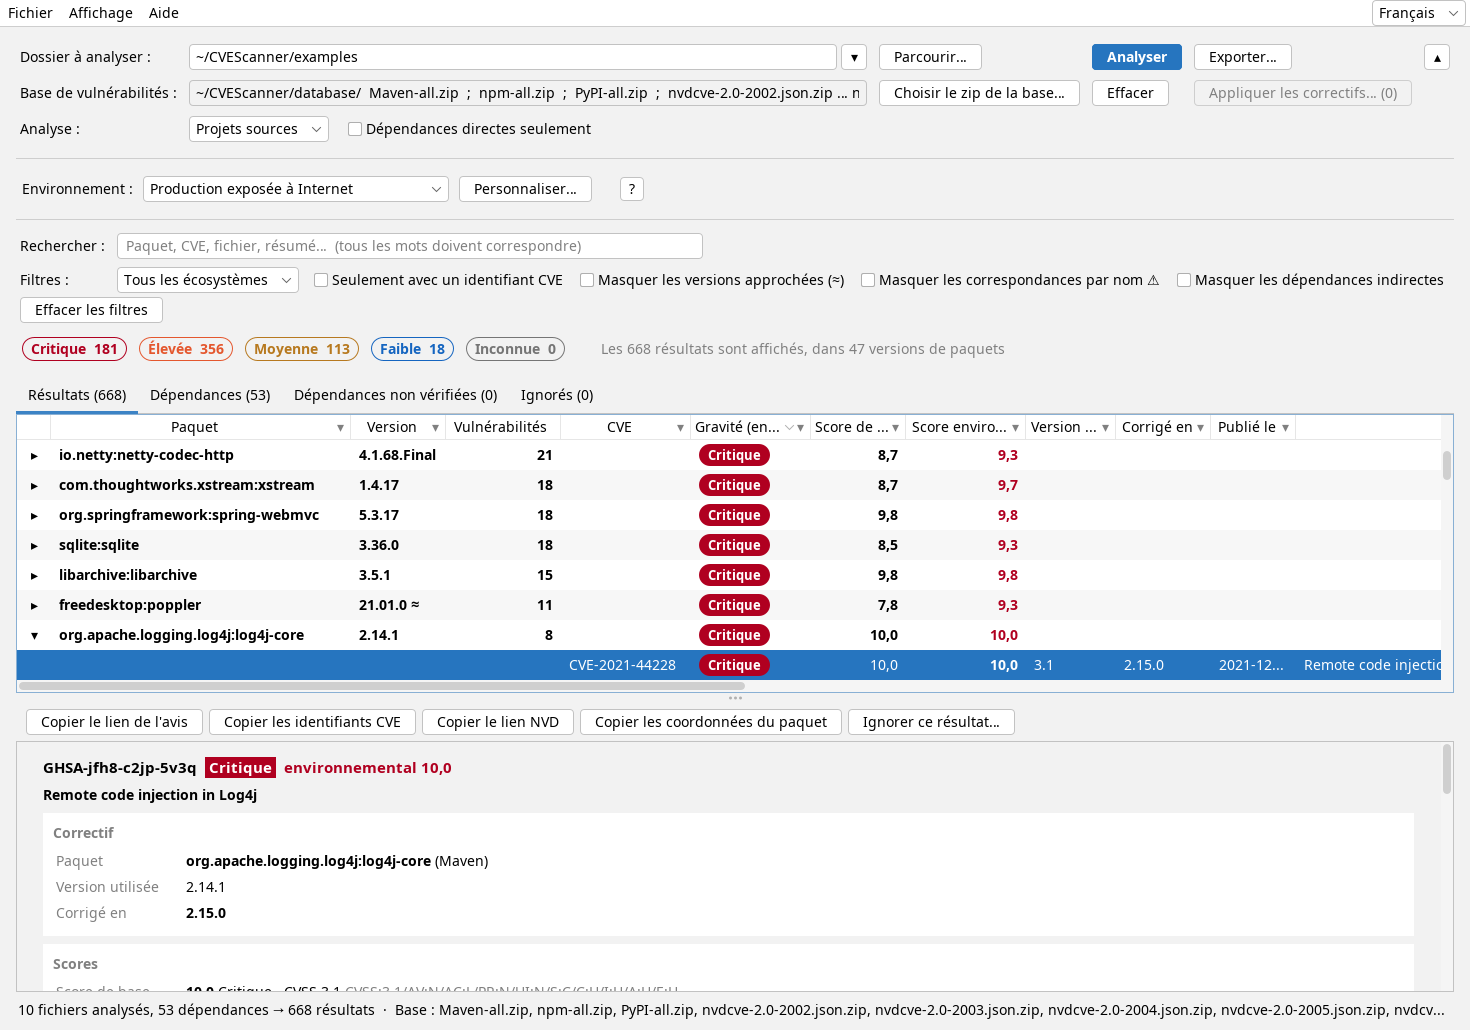 Fichier Affichage Aide Français
Dossier à analyser : ~/CVEScanner/examples ▾ Parcourir... Analyser Exporter... ▴
Base de vulnérabilités : ~/CVEScanner/database/ Maven-all.zip ; npm-all.zip ; PyPI-all.zip ; nvdcve-2.0-2002.json.zip ... n Choisir le zip de la base... Effacer Appliquer les correctifs... (0)
Analyse : Projets sources Dépendances directes seulement
Environnement : Production exposée à Internet Personnaliser... ?
Rechercher : Paquet, CVE, fichier, résumé... (tous les mots doivent correspondre)
Filtres : Tous les écosystèmes Seulement avec un identifiant CVE Masquer les versions approchées (≈) Masquer les correspondances par nom ⚠ Masquer les dépendances indirectes
Effacer les filtres
Critique 181 Élevée 356 Moyenne 113 Faible 18 Inconnue 0 Les 668 résultats sont affichés, dans 47 versions de paquets
Résultats (668) Dépendances (53) Dépendances non vérifiées (0) Ignorés (0)
Paquet ▾ Version ▾ Vulnérabilités CVE ▾ Gravité (en... ▾ Score de ... ▾ Score enviro... ▾ Version ... ▾ Corrigé en ▾ Publié le ▾
▸ io.netty:netty-codec-http 4.1.68.Final 21 Critique 8,7 9,3
▸ com.thoughtworks.xstream:xstream 1.4.17 18 Critique 8,7 9,7
▸ org.springframework:spring-webmvc 5.3.17 18 Critique 9,8 9,8
▸ sqlite:sqlite 3.36.0 18 Critique 8,5 9,3
▸ libarchive:libarchive 3.5.1 15 Critique 9,8 9,8
▸ freedesktop:poppler 21.01.0 ≈ 11 Critique 7,8 9,3
▾ org.apache.logging.log4j:log4j-core 2.14.1 8 Critique 10,0 10,0
CVE-2021-44228 Critique 10,0 10,0 3.1 2.15.0 2021-12... Remote code injectio
Copier le lien de l'avis Copier les identifiants CVE Copier le lien NVD Copier les coordonnées du paquet Ignorer ce résultat...
GHSA-jfh8-c2jp-5v3q Critique environnemental 10,0
Remote code injection in Log4j
Correctif
Paquet org.apache.logging.log4j:log4j-core (Maven)
Version utilisée 2.14.1
Corrigé en 2.15.0
Scores
Score de base 10,0 Critique · CVSS 3.1 CVSS:3.1/AV:N/AC:L/PR:N/UI:N/S:C/C:H/I:H/A:H/E:H
10 fichiers analysés, 53 dépendances → 668 résultats · Base : Maven-all.zip, npm-all.zip, PyPI-all.zip, nvdcve-2.0-2002.json.zip, nvdcve-2.0-2003.json.zip, nvdcve-2.0-2004.json.zip, nvdcve-2.0-2005.json.zip, nvdcv...